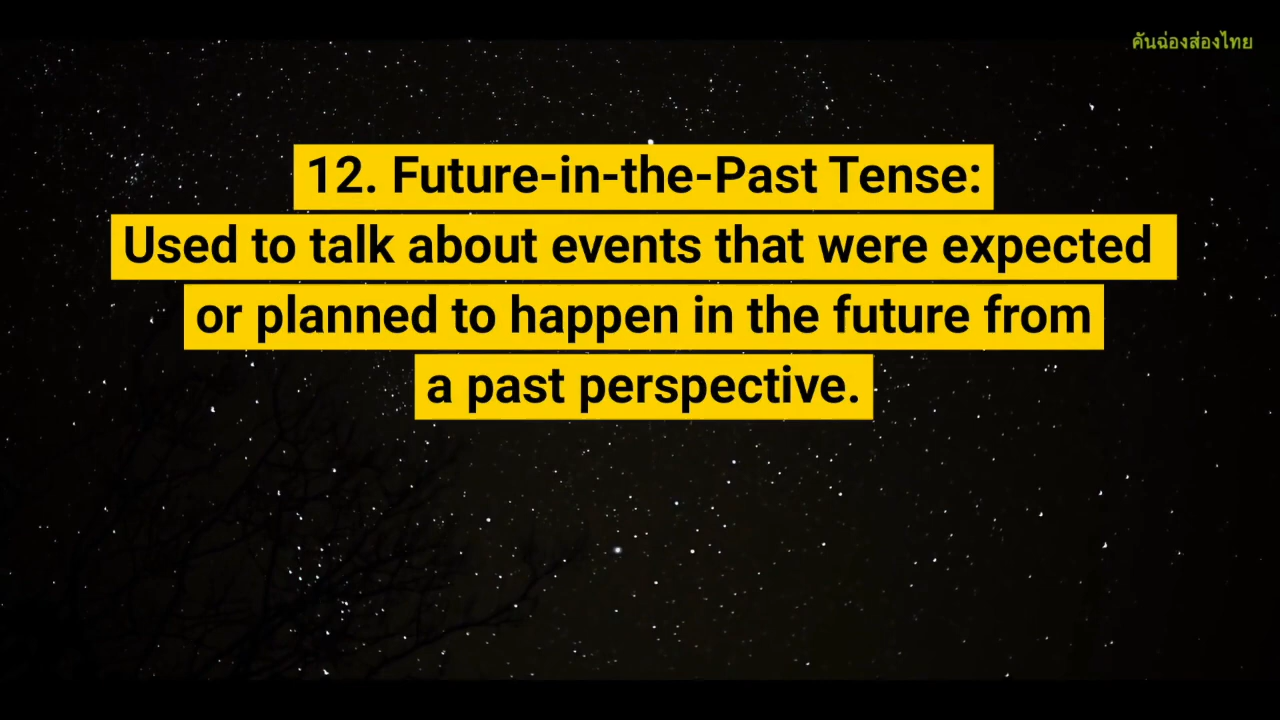 คันฉ่องส่องไทย
12. Future-in-the-Past Tense:
Used to talk about events that were expected
or planned to happen in the future from
a past perspective.